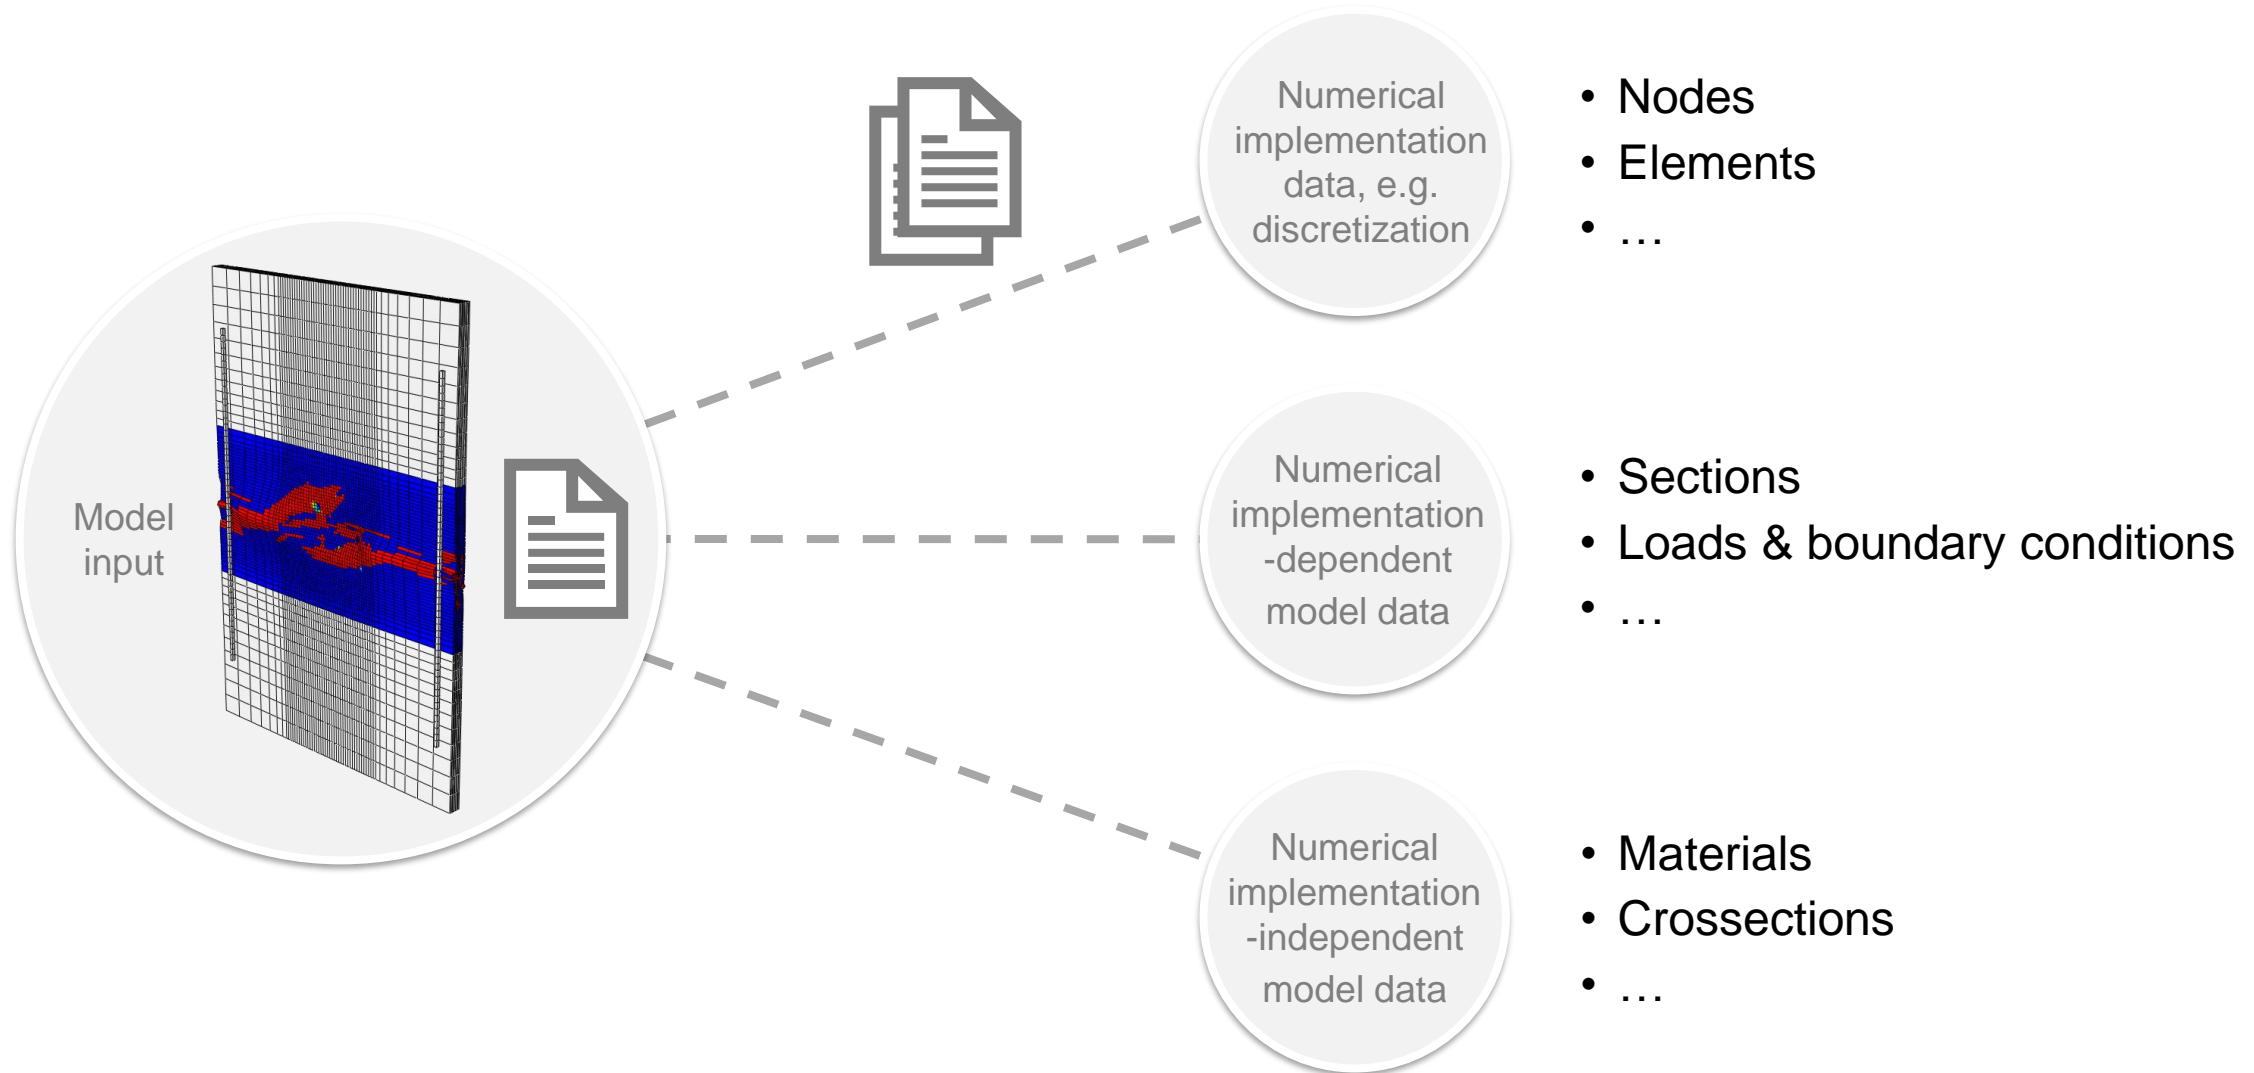 Model
input
Numerical
implementation
data, e.g.
discretization
• Nodes
• Elements
• …
Numerical
implementation
-dependent
model data
• Sections
• Loads & boundary conditions
• …
Numerical
implementation
-independent
model data
• Materials
• Crossections
• …